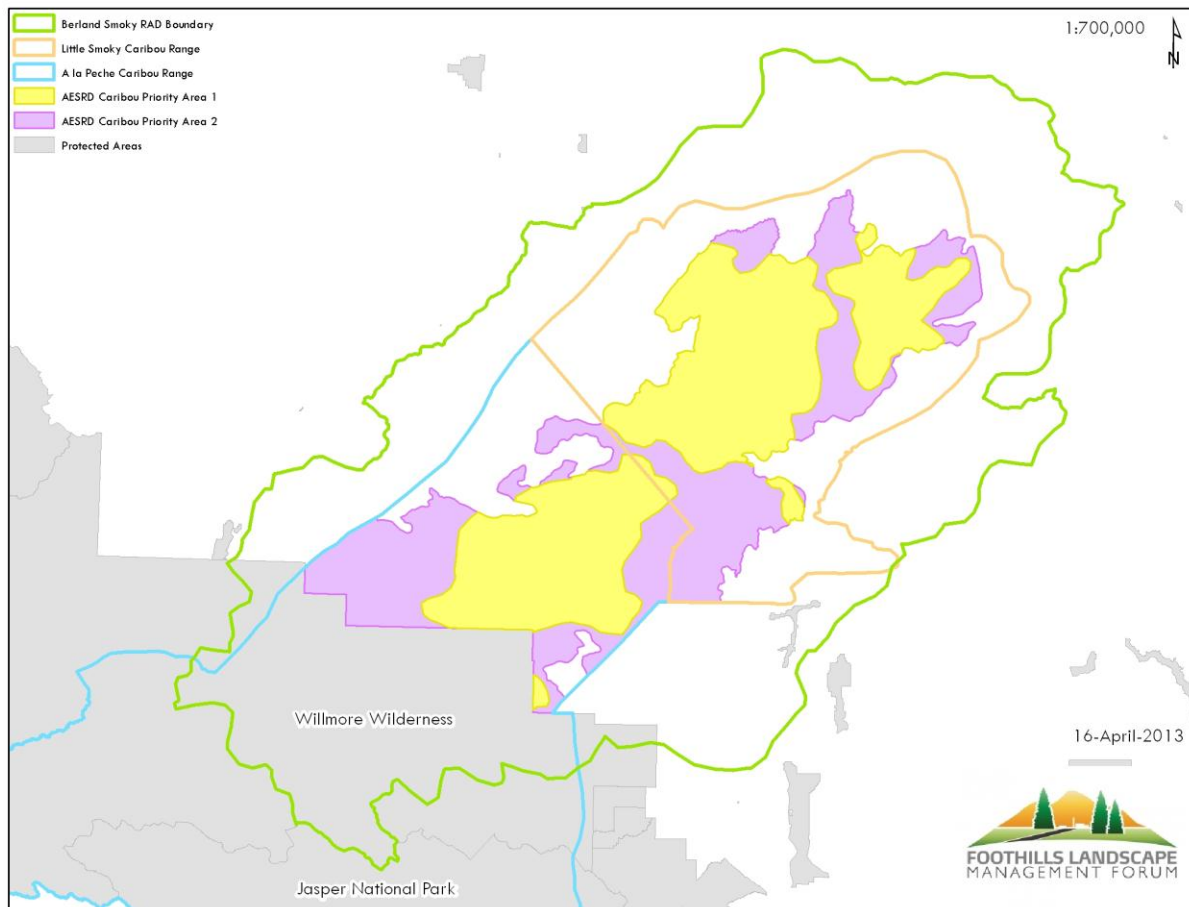 Berland Smoky RAD Boundary
Little Smoky Caribou Range
A la Peche Caribou Range
AESRD Caribou Priority Area 1
AESRD Caribou Priority Area 2
Protected Areas
1:700,000
N
Willmore Wilderness
Jasper National Park
16-April-2013
FOOTHILLS LANDSCAPE
MANAGEMENT FORUM